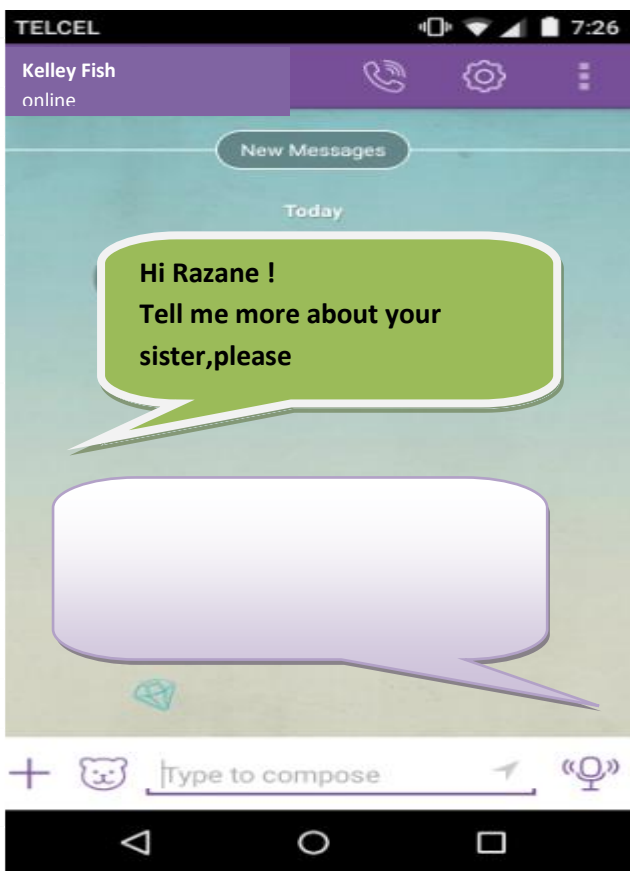 TELCEL 7:26
Kelley Fish
online
New Messages
Today
Hi Razane !
Tell me more about your
sister,please
Type to compose